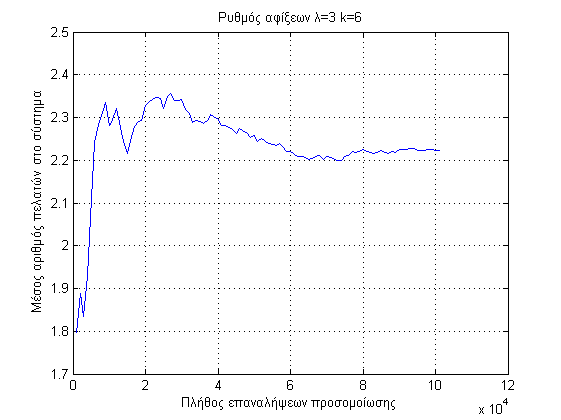 Ρυθμός αφίξεων λ=3 k=6
2.5
2.4
2.3
2.2
2.1
2
1.9
1.8
1.7
Μέσος αριθμός πελατών στο σύστημα
0 2 4 6 8 10 12
x 10^4
Πλήθος επαναλήψεων προσομοίωσης